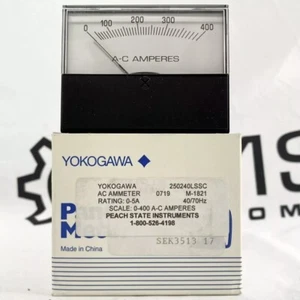 0 100 200 300 400
A-C AMPERES
YOKOGAWA
YOKOGAWA 250240LSSC
AC AMMETER 0719 M-1821
RATING: 0-5A 40/70Hz
SCALE: 0-400 A-C AMPERES
PEACH STATE INSTRUMENTS
1-800-526-4198
Made in China
SEK3513 17